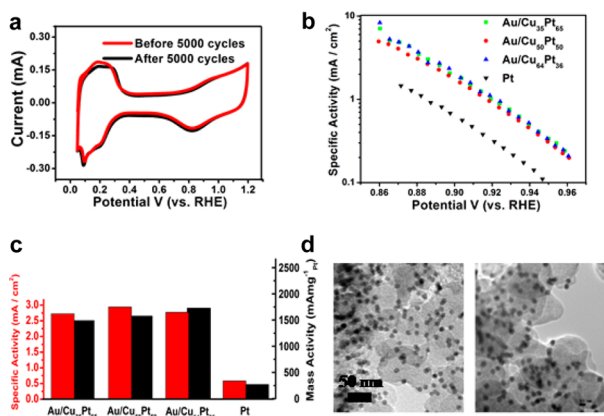 a
Before 5000 cycles
After 5000 cycles
Current (mA)
0.30
0.15
0.00
-0.15
-0.30
0.0 0.2 0.4 0.6 0.8 1.0 1.2
Potential V (vs. RHE)
b
Au/Cu35Pt65
Au/Cu50Pt50
Au/Cu64Pt36
Pt
Specific Activity (mA / cm2)
10
1
0.1
0.86 0.88 0.90 0.92 0.94 0.96
Potential V (vs. RHE)
c
Specific Activity (mA / cm2)
3.0
2.5
2.0
1.5
1.0
0.5
0.0
Mass Activity (mAmg-1Pt)
2500
2000
1500
1000
500
0
Pt
d
50 nm